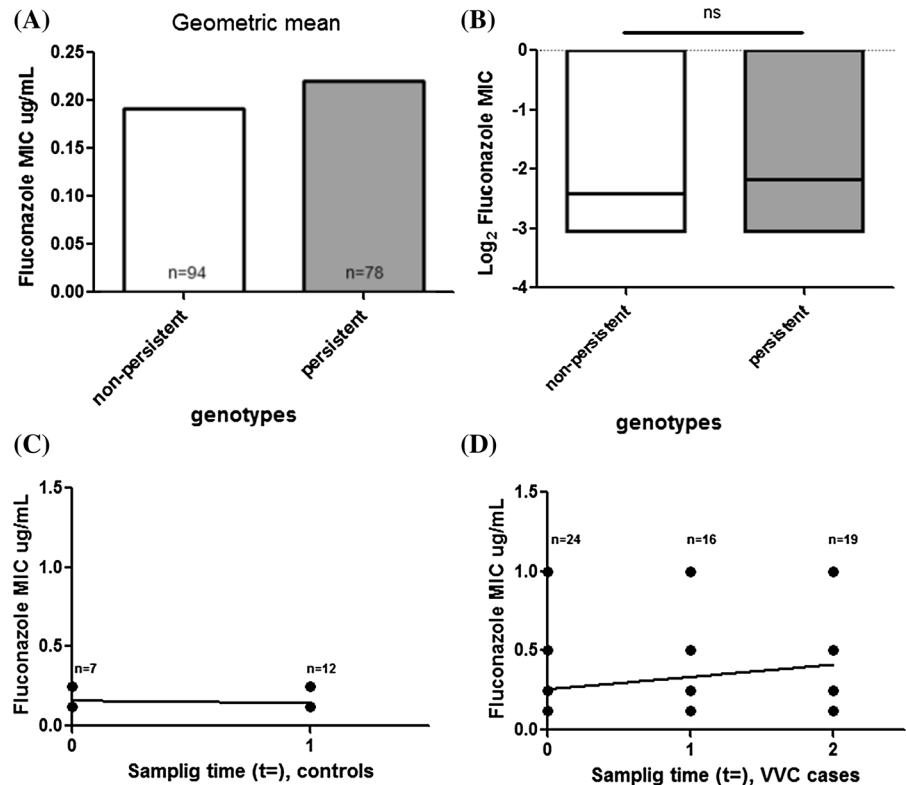 (A)
Geometric mean
Fluconazole MIC ug/mL
0.25
0.20
0.15
0.10
0.05
0.00
n=94
n=78
non-persistent
persistent
genotypes
(B)
ns
Log2 Fluconazole MIC
0
-1
-2
-3
-4
non-persistent
persistent
genotypes
(C)
Fluconazole MIC ug/mL
1.5
1.0
0.5
0.0
n=7
n=12
0
1
Samplig time (t=), controls
(D)
Fluconazole MIC ug/mL
1.5
1.0
0.5
0.0
n=24
n=16
n=19
0
1
2
Samplig time (t=), VVC cases